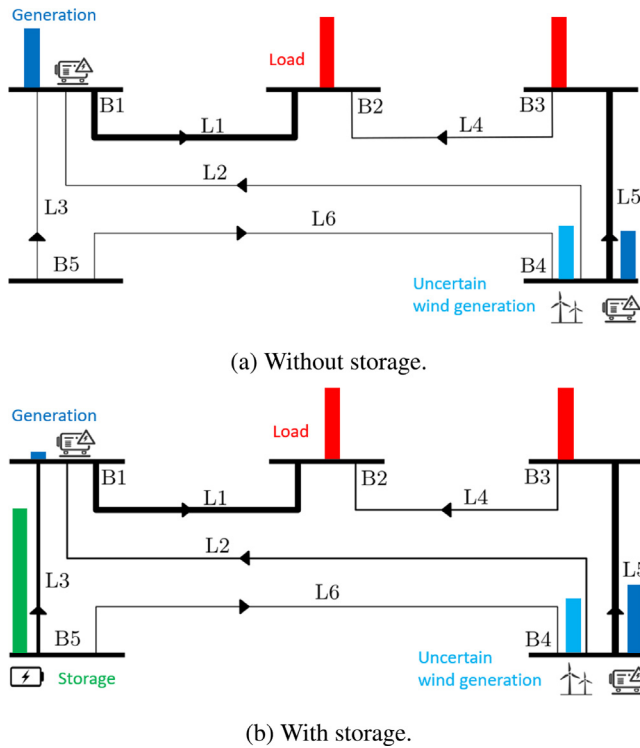 Generation
Load
B1
B2
B3
L1
L4
L2
L3
L5
L6
B5
B4
Uncertain
wind generation
(a) Without storage.
Generation
Load
B1
B2
B3
L1
L4
L2
L3
L5
L6
B5
B4
Uncertain
wind generation
Storage
(b) With storage.